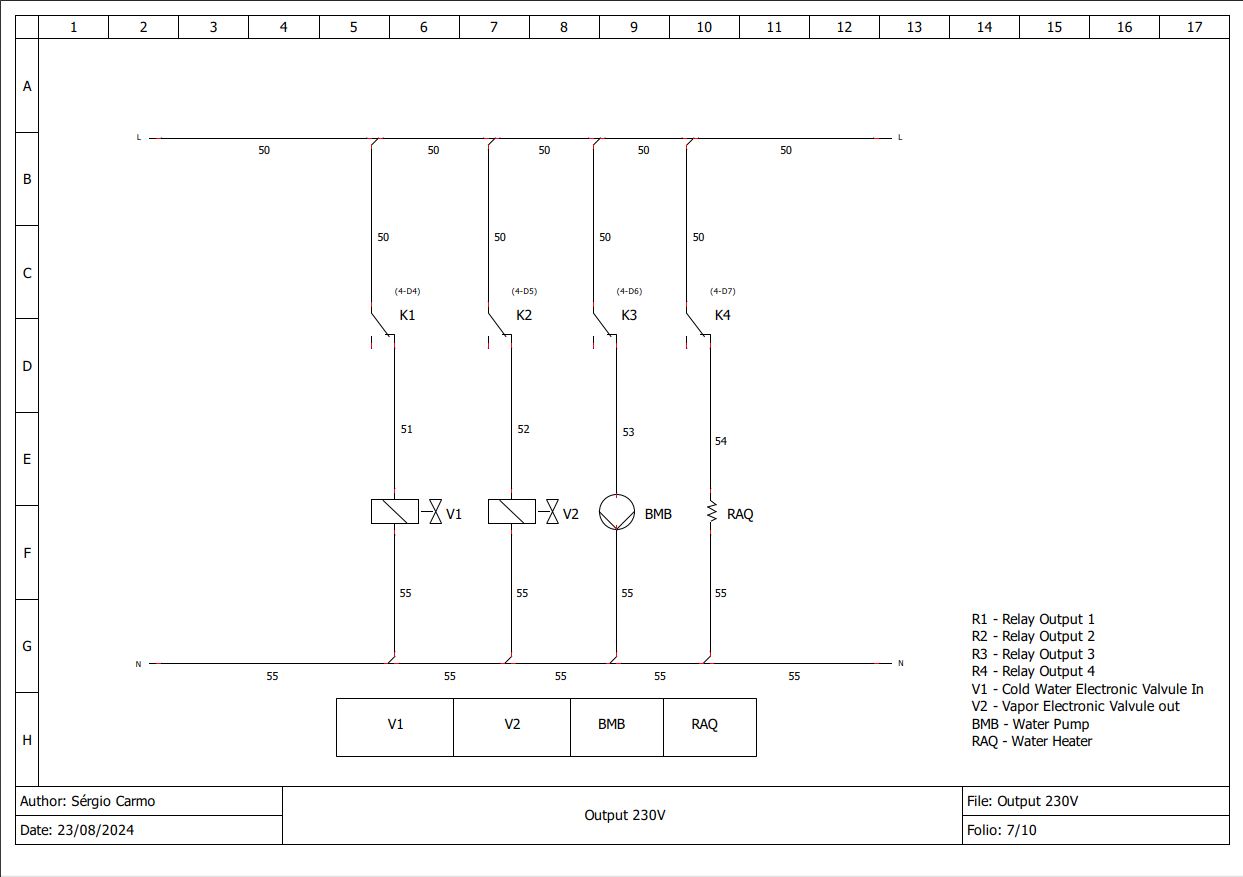 1 2 3 4 5 6 7 8 9 10 11 12 13 14 15 16 17
A
L L
50 50 50 50 50
B
50 50 50 50
C
(4-D4) (4-D5) (4-D6) (4-D7)
K1 K2 K3 K4
D
51 52 53 54
E
V1 V2 BMB RAQ
F
55 55 55 55
R1 - Relay Output 1
R2 - Relay Output 2
G
R3 - Relay Output 3
N N
R4 - Relay Output 4
55 55 55 55 55
V1 - Cold Water Electronic Valvule In
V2 - Vapor Electronic Valvule out
V1 V2 BMB RAQ
BMB - Water Pump
H
RAQ - Water Heater
Author: Sérgio Carmo
Date: 23/08/2024
Output 230V
File: Output 230V
Folio: 7/10